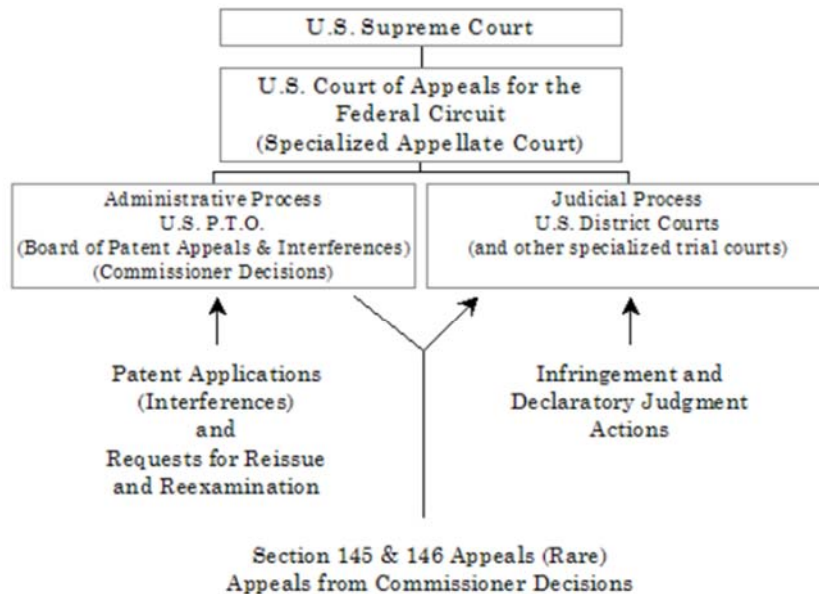 U.S. Supreme Court
U.S. Court of Appeals for the
Federal Circuit
(Specialized Appellate Court)
Administrative Process
U.S. P.T.O.
(Board of Patent Appeals & Interferences)
(Commissioner Decisions)
Judicial Process
U.S. District Courts
(and other specialized trial courts)
Patent Applications
(Interferences)
and
Requests for Reissue
and Reexamination
Infringement and
Declaratory Judgment
Actions
Section 145 & 146 Appeals (Rare)
Appeals from Commissioner Decisions